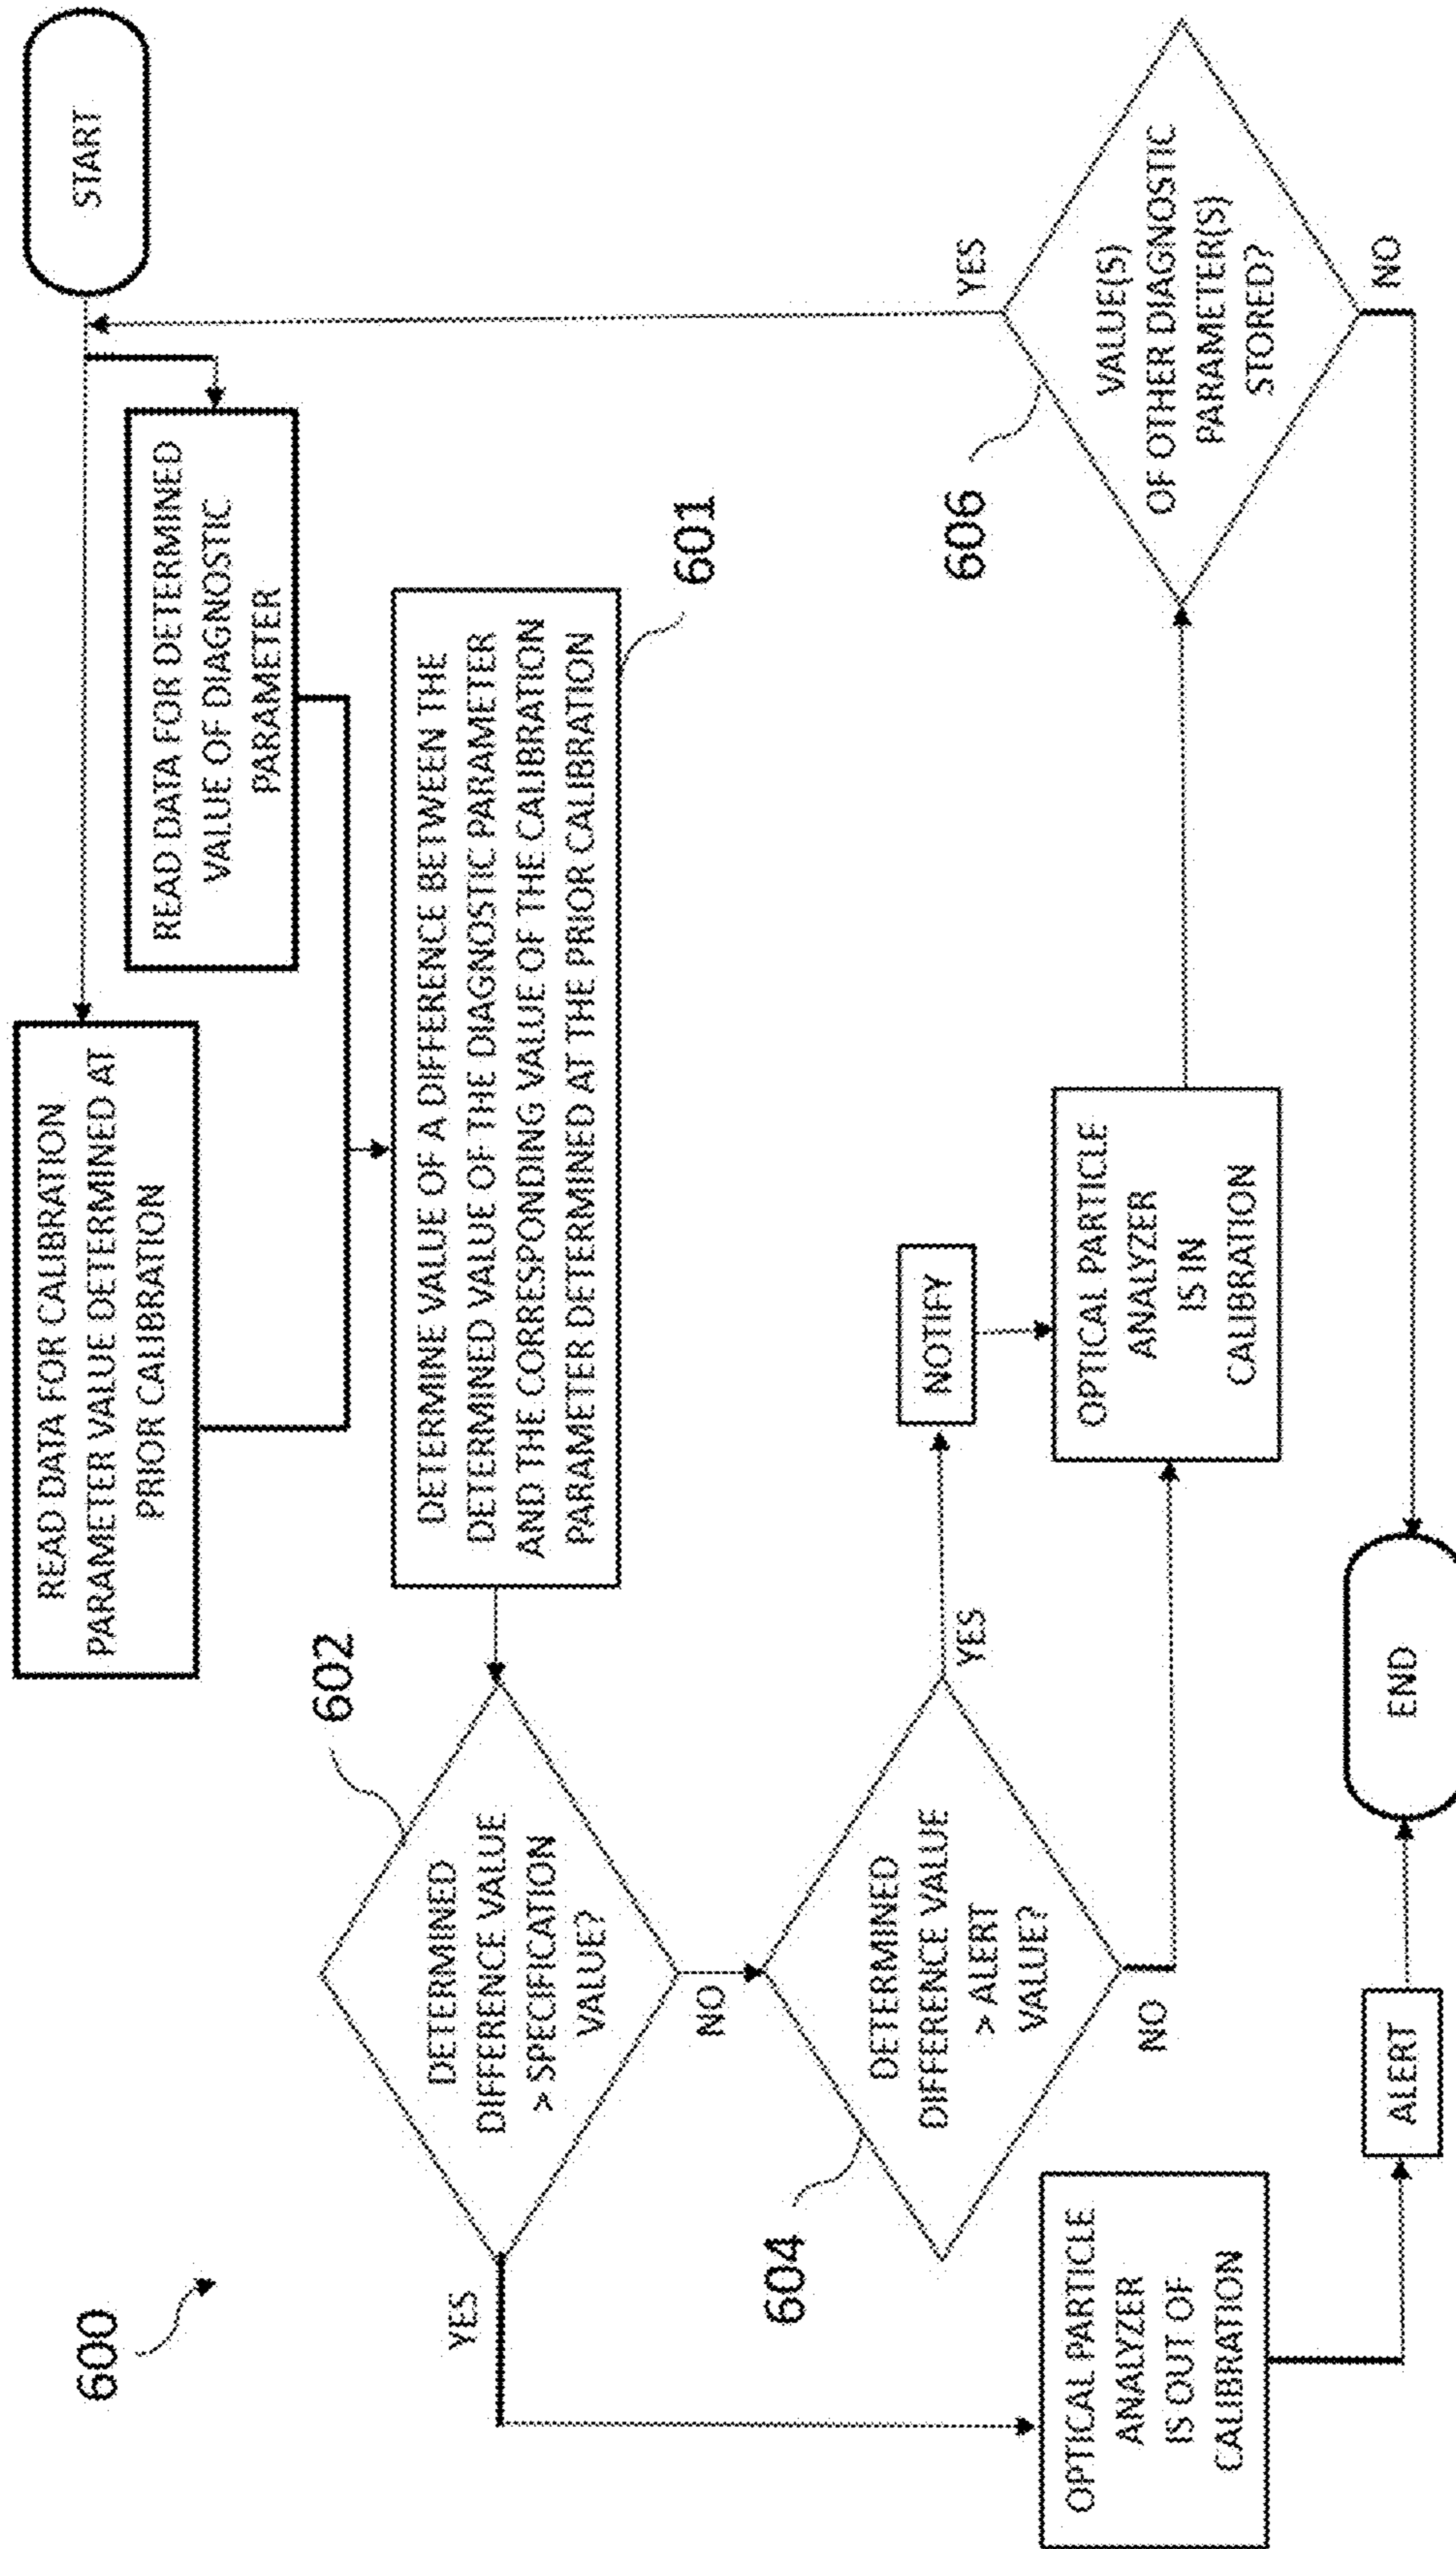 600
START
READ DATA FOR CALIBRATION
PARAMETER VALUE DETERMINED AT
PRIOR CALIBRATION
READ DATA FOR DETERMINED
VALUE OF DIAGNOSTIC
PARAMETER
DETERMINE VALUE OF A DIFFERENCE BETWEEN THE
DETERMINED VALUE OF THE DIAGNOSTIC PARAMETER
AND THE CORRESPONDING VALUE OF THE CALIBRATION
PARAMETER DETERMINED AT THE PRIOR CALIBRATION
601
602
DETERMINED
DIFFERENCE VALUE
> SPECIFICATION
VALUE?
YES
NO
604
DETERMINED
DIFFERENCE VALUE
> ALERT
VALUE?
YES
NO
NOTIFY
OPTICAL PARTICLE
ANALYZER
IS IN
CALIBRATION
606
VALUE(S)
OF OTHER DIAGNOSTIC
PARAMETER(S)
STORED?
YES
NO
OPTICAL PARTICLE
ANALYZER
IS OUT OF
CALIBRATION
ALERT
END